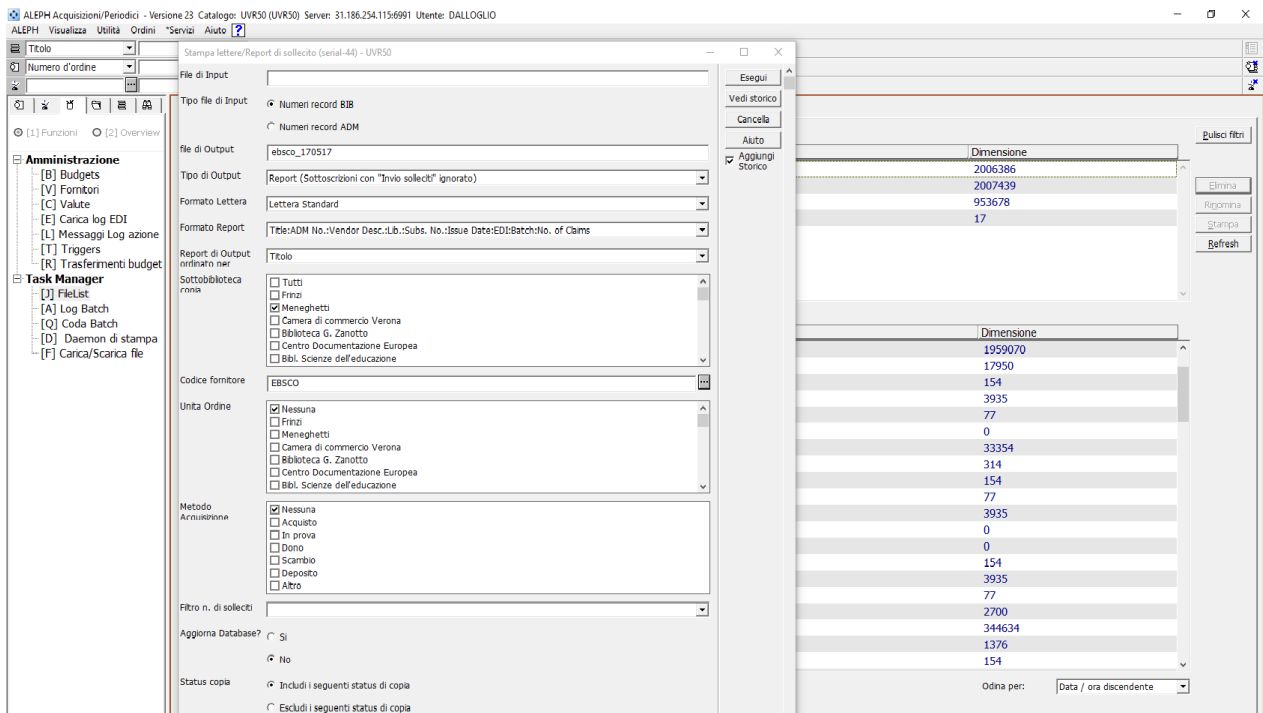 ALEPH Acquisizioni/Periodici - Versione 23 Catalogo: UVR50 (UVR50) Server: 31.186.254.115:6991 Utente: DALLOGLIO
ALEPH Visualizza Utilità Ordini *Servizi Aiuto ?
Titolo
Numero d'ordine
[1] Funzioni [2] Overview
Amministrazione
[B] Budgets
[V] Fornitori
[C] Valute
[E] Carica log EDI
[L] Messaggi Log azione
[T] Triggers
[R] Trasferimenti budget
Task Manager
[J] FileList
[A] Log Batch
[Q] Coda Batch
[D] Daemon di stampa
[F] Carica/Scarica file
Stampa lettere/Report di sollecito (serial-44) - UVR50
File di Input
Tipo file di Input
Numeri record BIB
Numeri record ADM
file di Output
ebsco_170517
Tipo di Output
Report (Sottoscrizioni con "Invio solleciti" ignorato)
Formato Lettera
Lettera Standard
Formato Report
Title:ADM No.:Vendor Desc.:Lib.:Subs. No.:Issue Date:EDI:Batch:No. of Claims
Report di Output
ordinato per
Titolo
Sottobiblioteca
copia
Tutti
Frinzi
Meneghetti
Camera di commercio Verona
Biblioteca G. Zanotto
Centro Documentazione Europea
Bibl. Scienze dell'educazione
Codice fornitore
EBSCO
Unita Ordine
Nessuna
Frinzi
Meneghetti
Camera di commercio Verona
Biblioteca G. Zanotto
Centro Documentazione Europea
Bibl. Scienze dell'educazione
Metodo
Acquisizione
Nessuna
Acquisto
In prova
Dono
Scambio
Deposito
Altro
Filtro n. di solleciti
Aggiorna Database?
Si
No
Status copia
Includi i seguenti status di copia
Escludi i seguenti status di copia
Esegui
Vedi storico
Cancella
Aiuto
Aggiungi
Storico
Dimensione
2006386
2007439
953678
17
Pulisci filtri
Elimina
Rinomina
Stampa
Refresh
Dimensione
1959070
17950
154
3935
77
0
33354
314
154
77
3935
0
0
154
3935
77
2700
344634
1376
154
Odina per: Data / ora discendente